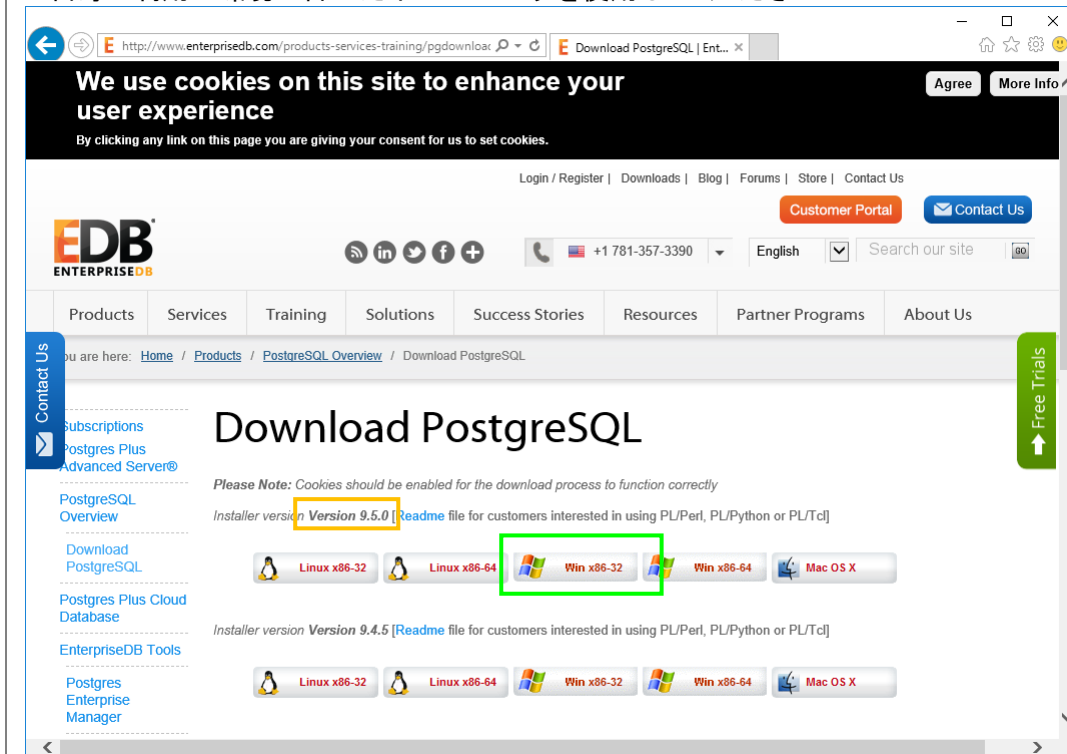 http://www.enterprisedb.com/products-services-training/pgdownloac
Download PostgreSQL | Ent...
We use cookies on this site to enhance your
user experience
By clicking any link on this page you are giving your consent for us to set cookies.
Agree
More Info
Login / Register | Downloads | Blog | Forums | Store | Contact Us
Customer Portal
Contact Us
EDB
ENTERPRISEDB
+1 781-357-3390
English
Search our site
GO
Products Services Training Solutions Success Stories Resources Partner Programs About Us
ou are here: Home / Products / PostgreSQL Overview / Download PostgreSQL
Contact Us
Free Trials
Subscriptions
Postgres Plus
Advanced Server®
PostgreSQL
Overview
Download
PostgreSQL
Postgres Plus Cloud
Database
EnterpriseDB Tools
Postgres
Enterprise
Manager
Download PostgreSQL
Please Note: Cookies should be enabled for the download process to function correctly
Installer version Version 9.5.0 [Readme file for customers interested in using PL/Perl, PL/Python or PL/Tcl]
Linux x86-32 Linux x86-64 Win x86-32 Win x86-64 Mac OS X
Installer version Version 9.4.5 [Readme file for customers interested in using PL/Perl, PL/Python or PL/Tcl]
Linux x86-32 Linux x86-64 Win x86-32 Win x86-64 Mac OS X